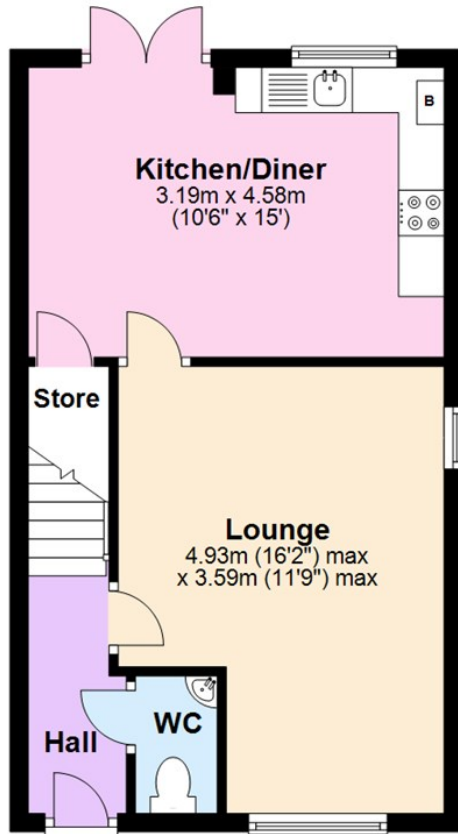 B
Kitchen/Diner
3.19m x 4.58m
(10'6" x 15')
Store
Lounge
4.93m (16'2") max
x 3.59m (11'9") max
WC
Hall